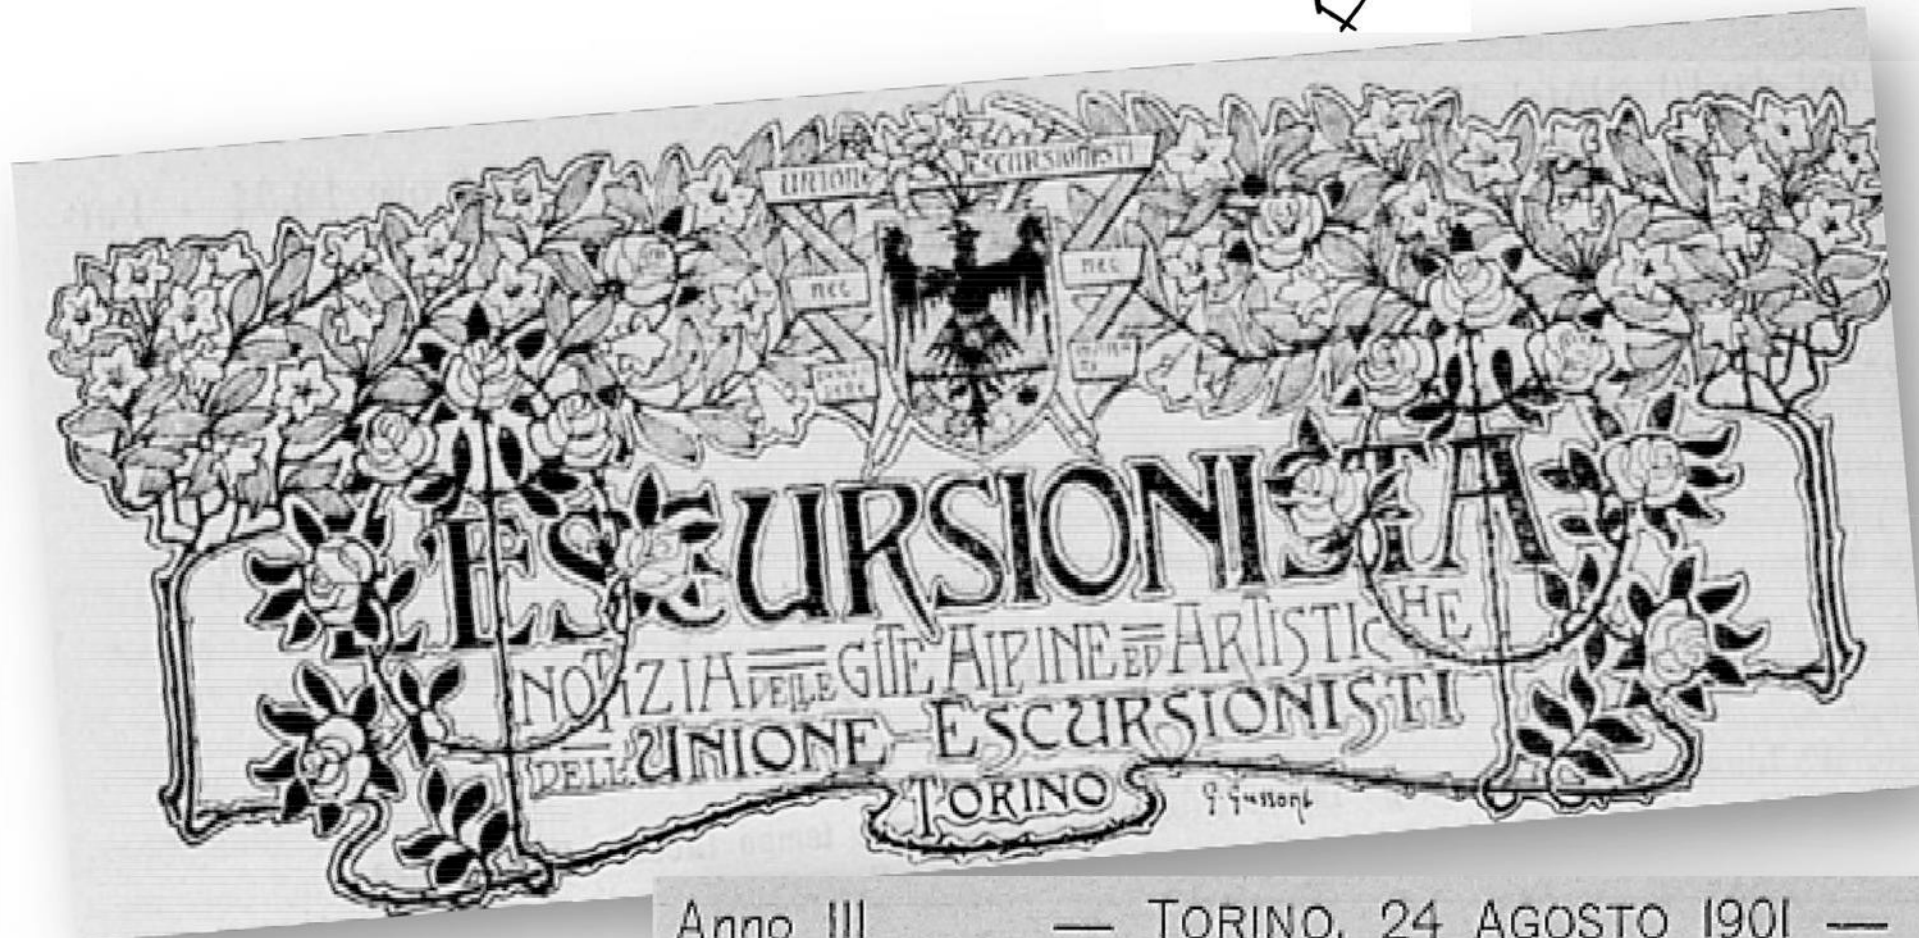 UNIONE ESCURSIONISTI
NEC NEC
L'ESCURSIONISTA
NOTIZIA DELLE GITE ALPINE ED ARTISTICHE
DELL'UNIONE ESCURSIONISTI
TORINO
Anno III — TORINO, 24 AGOSTO 1901 —